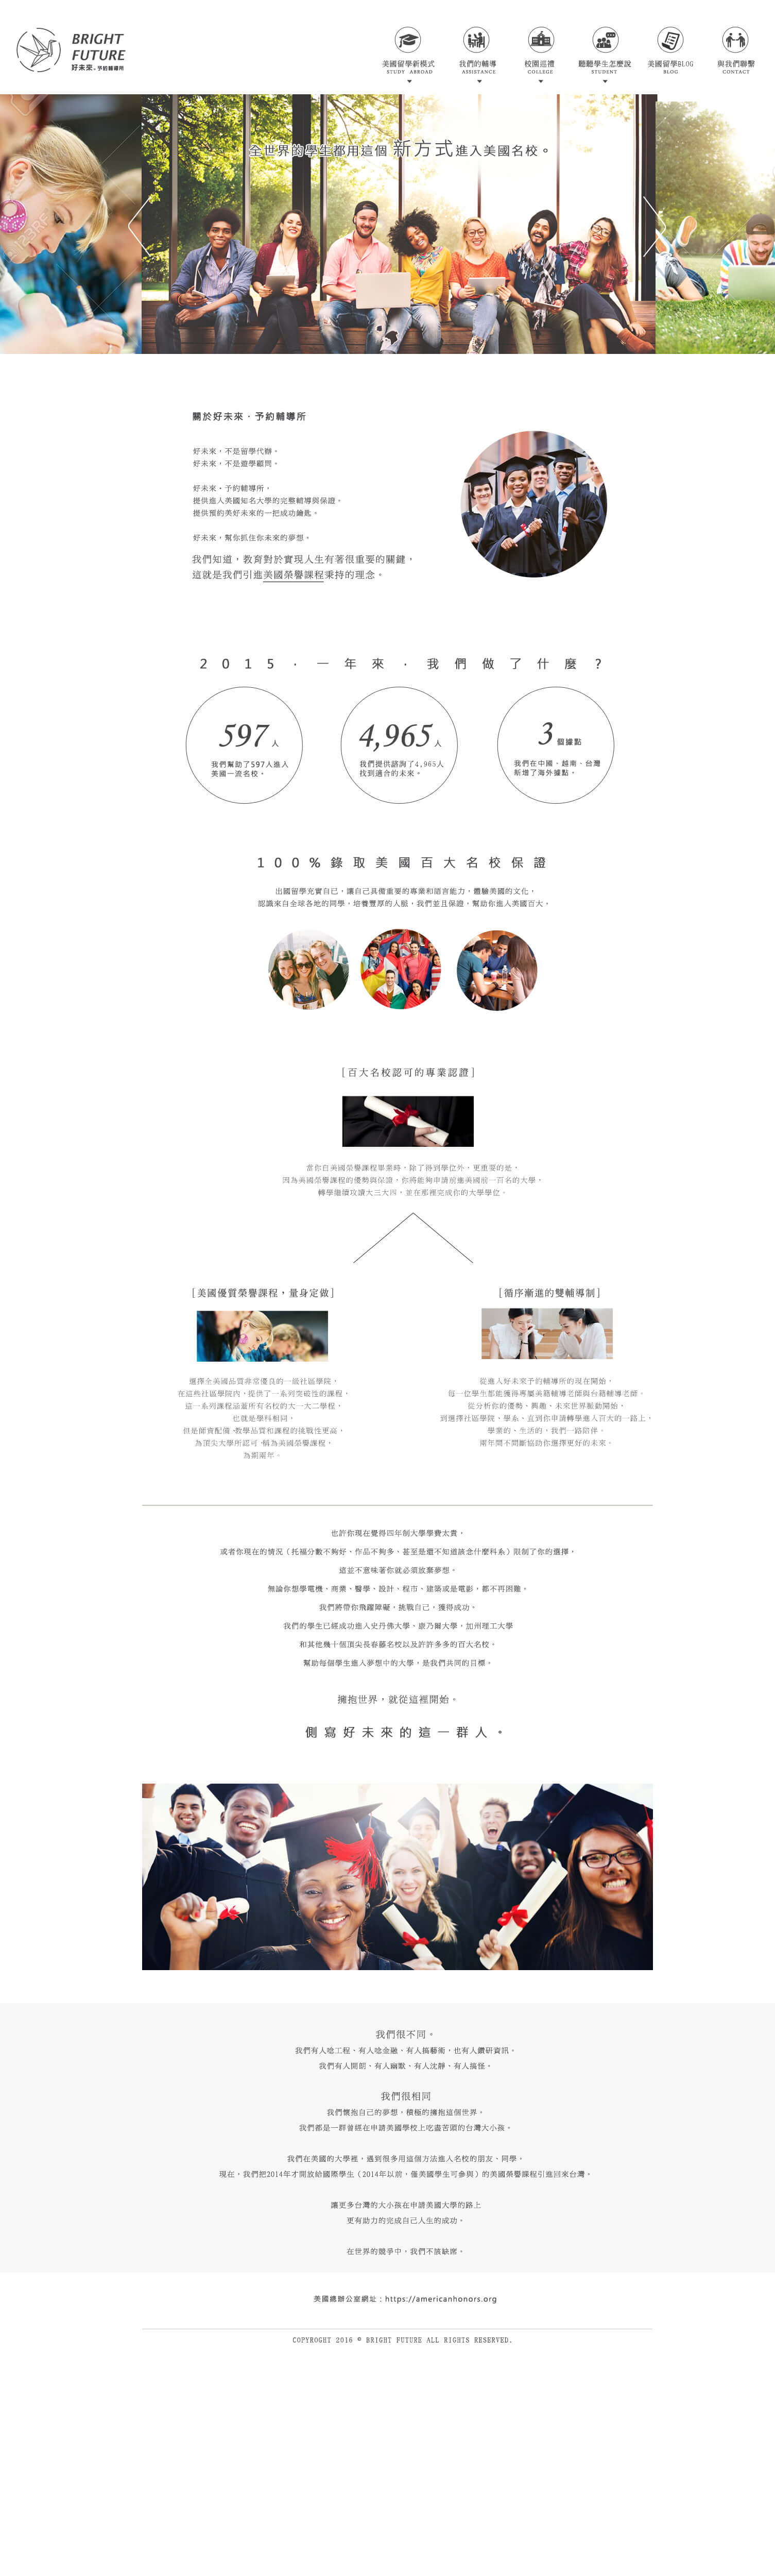 BRIGHT
FUTURE
好未來．予約輔導所
美國留學新模式
STUDY ABROAD
我們的輔導
ASSISTANCE
校園巡禮
COLLEGE
聽聽學生怎麼說
STUDENT
美國留學BLOG
BLOG
與我們聯繫
CONTACT
全世界的學生都用這個 新方式進入美國名校。
關於好未來．予約輔導所
好未來，不是留學代辦。
好未來，不是遊學顧問。
好未來，予約輔導所。
提供進入美國知名大學的完整輔導與保證。
提供預約美好未來的一把成功鑰匙。
好未來，幫你抓住你未來的夢想。
我們知道，教育對於實現人生有著很重要的關鍵，
這就是我們引進美國榮譽課程秉持的理念。
2015．一年來．我們做了什麼?
597人
我們幫助了597人進入
美國一流名校。
4,965人
我們提供諮詢了4,965人
找到適合的未來。
3個據點
我們在中國、越南、台灣
新增了海外據點。
100%錄取美國百大名校保證
出國留學充實自己，讓自己具備重要的專業和語言能力，體驗美國的文化，
認識來自全球各地的同學，培養豐厚的人脈，我們並且保證，幫助你進入美國百大。
[百大名校認可的專業認證]
當你自美國榮譽課程畢業時，除了得到學位外，更重要的是，
因為美國榮譽課程的優勢與保證，你將能夠申請前進美國前一百名的大學，
轉學繼續攻讀大三大四，並在那裡完成你的大學學位。
[美國優質榮譽課程，量身定做]
選擇全美國品質非常優良的一級社區學院，
在這些社區學院內，提供了一系列突破性的課程，
這一系列課程涵蓋所有名校的大一大二學程，
也就是學科相同，
但是師資配備、教學品質和課程的挑戰性更高，
為頂尖大學所認可，稱為美國榮譽課程，
為期兩年。
[循序漸進的雙輔導制]
從進入好未來予約輔導所的現在開始，
每一位學生都能獲得專屬美籍輔導老師與台籍輔導老師。
從分析你的優勢、興趣、未來世界脈動開始，
到選擇社區學院、學系，直到你申請轉學進入百大的一路上，
學業的、生活的，我們一路陪伴。
兩年間不間斷協助你選擇更好的未來。
也許你現在覺得四年制大學學費太貴，
或者你現在的情況（托福分數不夠好、作品不夠多、甚至是還不知道該念什麼科系）限制了你的選擇，
這並不意味著你就必須放棄夢想。
無論你想學電機、商業、醫學、設計、程市、建築或是電影，都不再困難。
我們將帶你飛躍障礙，挑戰自己，獲得成功。
我們的學生已經成功進入史丹佛大學、康乃爾大學、加州理工大學
和其他幾十個頂尖長春藤名校以及許許多多的百大名校。
幫助每個學生進入夢想中的大學，是我們共同的目標。
擁抱世界，就從這裡開始。
側寫好未來的這一群人。
我們很不同。
我們有人唸工程、有人唸金融、有人搞藝術，也有人鑽研資訊。
我們有人開朗、有人幽默、有人沈靜、有人搞怪。
我們很相同
我們懷抱自己的夢想，積極的擁抱這個世界。
我們都是一群曾經在申請美國學校上吃盡苦頭的台灣大小孩。
我們在美國的大學裡，遇到很多用這個方法進入名校的朋友、同學，
現在，我們把2014年才開放給國際學生（2014年以前，僅美國學生可參與）的美國榮譽課程引進回來台灣。
讓更多台灣的大小孩在申請美國大學的路上
更有助力的完成自己人生的成功。
在世界的競爭中，我們不該缺席。
美國總辦公室網址：https://americanhonors.org
COPYROGHT 2016 © BRIGHT FUTURE ALL RIGHTS RESERVED.